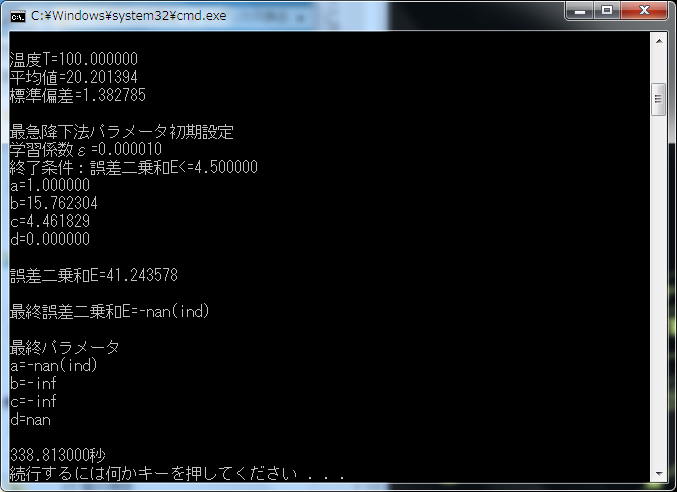 C:¥Windows¥system32¥cmd.exe
温度T=100.000000
平均値=20.201394
標準偏差=1.382785
最急降下法パラメータ初期設定
学習係数ε=0.000010
終了条件：誤差二乗和E<=4.500000
a=1.000000
b=15.762304
c=4.461829
d=0.000000
誤差二乗和E=41.243578
最終誤差二乗和E=-nan(ind)
最終パラメータ
a=-nan(ind)
b=-inf
c=-inf
d=nan
338.813000秒
続行するには何かキーを押してください . . .